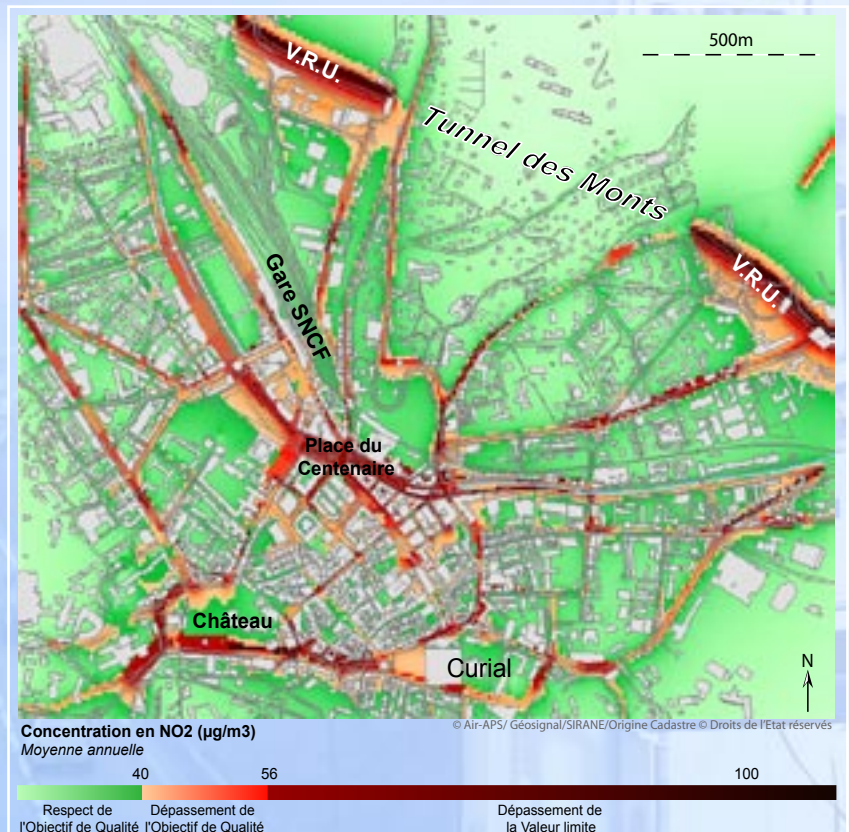 500m
V.R.U.
Tunnel des Monts
V.R.U.
Gare SNCF
Place du
Centenaire
Château
Curial
N
© Air-APS/ Géosignal/SIRANE/Origine Cadastre © Droits de l'Etat réservés
Concentration en NO2 (µg/m3)
Moyenne annuelle
40
56
100
Respect de
l'Objectif de Qualité
Dépassement de
l'Objectif de Qualité
Dépassement de
la Valeur limite